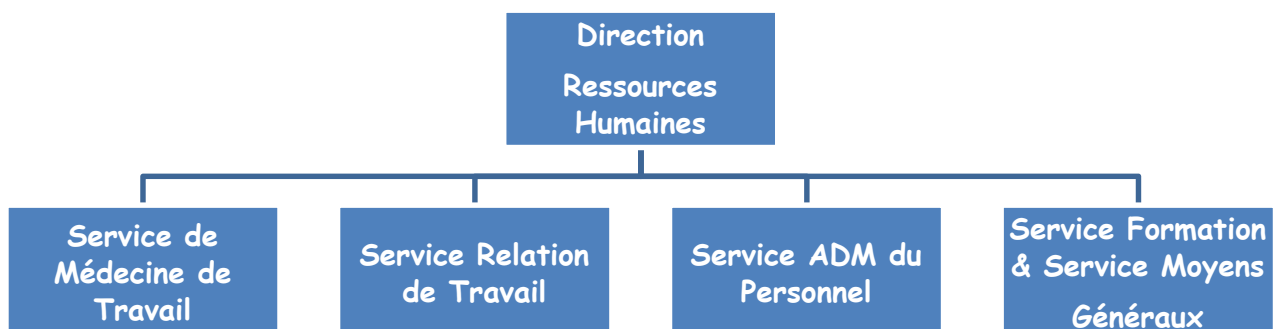 Direction
Ressources
Humaines
Service de
Médecine de
Travail
Service Relation
de Travail
Service ADM du
Personnel
Service Formation
& Service Moyens
Généraux